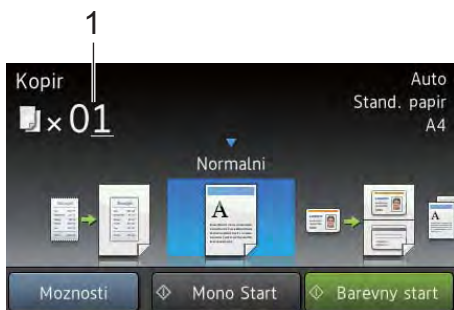 1
Kopir
Auto
Stand. papir
× 01
A4
Normalni
A
A
Moznosti
Mono Start
Barevny start